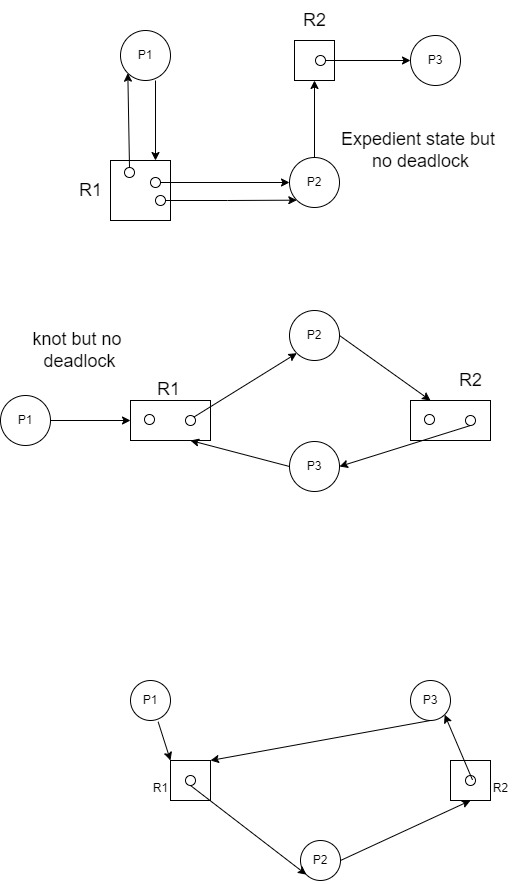 R2
P1
P3
Expedient state but
no deadlock
R1
P2
P2
knot but no
deadlock
R1
R2
P1
P3
P1
P3
R1
R2
P2